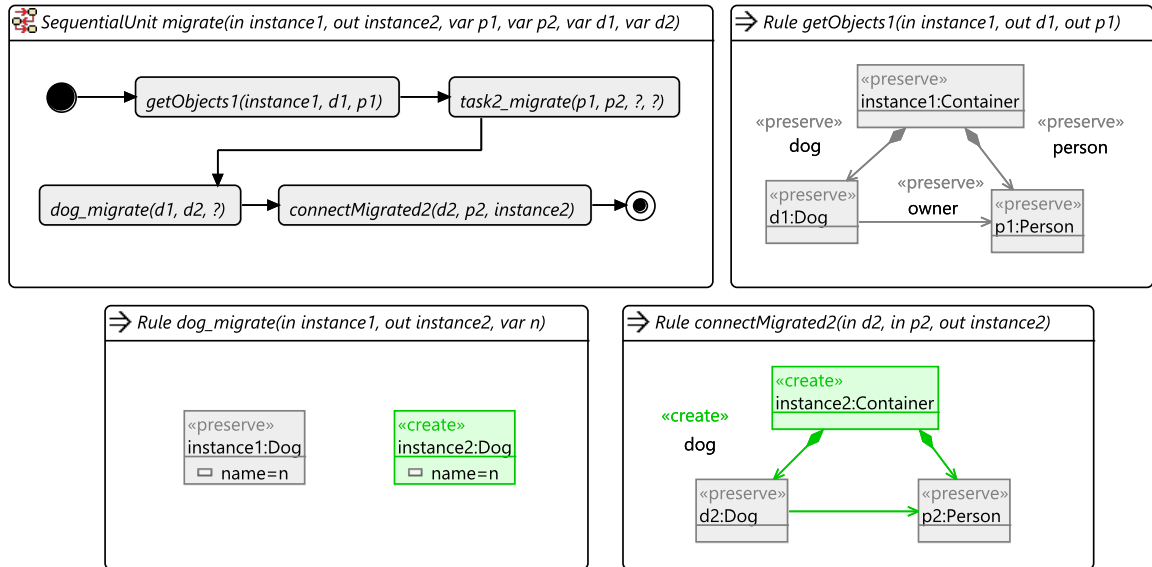 SequentialUnit migrate(in instance1, out instance2, var p1, var p2, var d1, var d2)
getObjects1(instance1, d1, p1)
task2_migrate(p1, p2, ?, ?)
dog_migrate(d1, d2, ?)
connectMigrated2(d2, p2, instance2)
Rule getObjects1(in instance1, out d1, out p1)
«preserve»
instance1:Container
«preserve»
dog
«preserve»
person
«preserve»
d1:Dog
«preserve»
owner
«preserve»
p1:Person
Rule dog_migrate(in instance1, out instance2, var n)
«preserve»
instance1:Dog
name=n
«create»
instance2:Dog
name=n
Rule connectMigrated2(in d2, in p2, out instance2)
«create»
instance2:Container
«create»
dog
«preserve»
d2:Dog
«preserve»
p2:Person